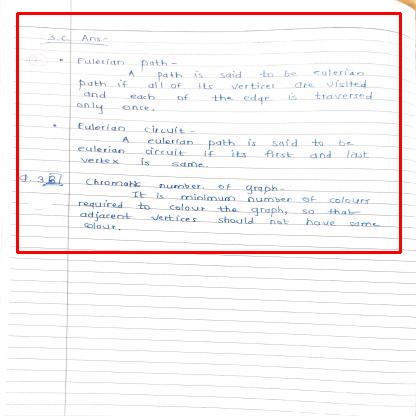 3.C. Ans-
• Eulerian path-
A path is said to be eulerian
path if all of its vertices are visited
and each of the edge is traversed
only once.
• Eulerian circuit-
A eulerian path is said to be
eulerian circuit if its first and last
vertex is same.
Chromatic number of graph-
It is minimum number of colours
required to colour the graph, so that
adjacent vertices should not have same
colour.